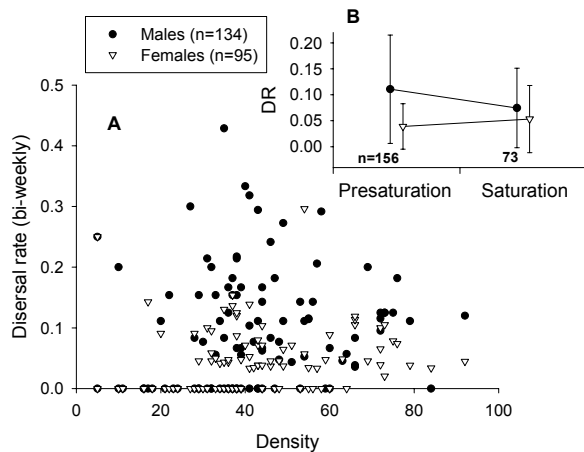 Males (n=134)
Females (n=95)
B
0.20
0.15
0.10
0.05
0.00
DR
n=156
73
Presaturation
Saturation
A
0.5
0.4
0.3
0.2
0.1
0.0
Disersal rate (bi-weekly)
0
20
40
60
80
100
Density